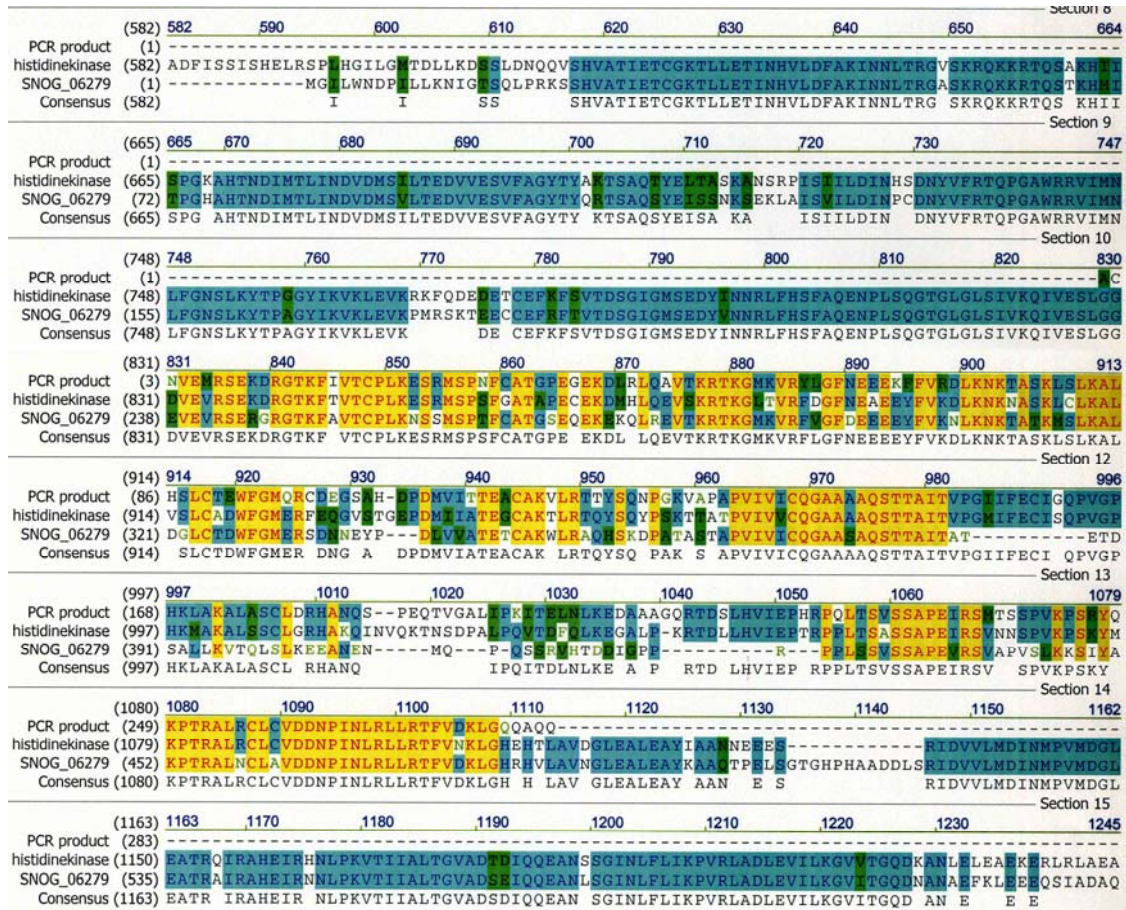 Section 8
(582) 582 590 600 610 620 630 640 650 664
PCR product (1) -----------------------------------------------------------------------------------
histidinekinase (582) ADFISSISHELRSPLHGILGMTDLLKDSSLDNQQVSHVATIETCGKTLLETINHVLDFAKINNLTRGVSKRQKKRTQSAKHTI
SNOG_06279 (1) ------------MGILWNDPILLKNIGTSQLPRKSSHVATIETCGKTLLETINHVLDFAKINNLTRGASKRQKKRTQSTKHMI
Consensus (582) I I SS SHVATIETCGKTLLETINHVLDFAKINNLTRG SKRQKKRTQS KHII
Section 9
(665) 665 670 680 690 700 710 720 730 747
PCR product (1) -----------------------------------------------------------------------------------
histidinekinase (665) SPGKAHTNDIMTLINDVDMSILTEDVVESVFAGYTYAKTSAQTYELTASKANSRPISIILDINHSDNYVFRTQPGAWRRVIMN
SNOG_06279 (72) TPGHAHTNDIMTLINDVDMSVLTEDVVESVFAGYTYQRTSAQSYEISSNKSEKLAISVILDINPCDNYVFRTQPGAWRRVIMN
Consensus (665) SPG AHTNDIMTLINDVDMSILTEDVVESVFAGYTY KTSAQSYEISA KA ISIILDIN DNYVFRTQPGAWRRVIMN
Section 10
(748) 748 760 770 780 790 800 810 820 830
PCR product (1) ---------------------------------------------------------------------------------AC
histidinekinase (748) LFGNSLKYTPGGYIKVKLEVKRKFQDEDETCEFKFSVTDSGIGMSEDYINNRLFHSFAQENPLSQGTGLGLSIVKQIVESLGG
SNOG_06279 (155) LFGNSLKYTPAGYIKVKLEVKPMRSKTEECCEFRFTVTDSGIGMSEDYVNNRLFHSFAQENPLSQGTGLGLSIVKQIVESLGG
Consensus (748) LFGNSLKYTPAGYIKVKLEVK DE CEFKFSVTDSGIGMSEDYINNRLFHSFAQENPLSQGTGLGLSIVKQIVESLGG
(831) 831 840 850 860 870 880 890 900 913
PCR product (3) NVEMRSEKDRGTKFIVTCPLKESRMSPNFCATGPEGEKDLRLQAVTKRTKGMKVRYLGFNEEEKFFVRDLKNKTASKLSLKAL
histidinekinase (831) DVEVRSEKDRGTKFTVTCPLKESRMSPSFGATAPECEKDMHLQEVSKRTKGLTVRFDGFNEAEEYFVKDLKNKNASKLCLKAL
SNOG_06279 (238) EVEVRSERGRGTKFAVTCPLKNSSMSPTFCATGSEQEKEKQLREVTKRTKGMKVRFVGFDEEEEYFVKNLKNKTATKMSLKAL
Consensus (831) DVEVRSEKDRGTKF VTCPLKESRMSPSFCATGPE EKDL LQEVTKRTKGMKVRFLGFNEEEEYFVKDLKNKTASKLSLKAL
Section 12
(914) 914 920 930 940 950 960 970 980 996
PCR product (86) HSLCTEWFGMQRCDEGSAH-DPDMVITTEACAKVLRTTYSQNPGKVAPAPVIVICQGAAAAQSTTAITVPGIIFECIGQPVGP
histidinekinase (914) VSLCADWFGMERFEQGVSTGEPDMIIATEGCAKTLRTQYSQYPSKTTATPVIVVCQGAAAAQSTTAITVPGMIFECISQPVGP
SNOG_06279 (321) DGLCTDWFGMERSDNNEYP---DLVVATETCAKWLRAQHSKDPATASTAPVIVICQGAAASAQSTTAITAT----------ETD
Consensus (914) SLCTDWFGMER DNG A DPDMVIATEACAK LRTQYSQ PAK S APVIVICQGAAAAQSTTAITVPGIIFECI QPVGP
Section 13
(997) 997 1010 1020 1030 1040 1050 1060 1079
PCR product (168) HKLAKALASCLDRHANQS--PEQTVGALIPKITELNLKEDAAAGQRTDSLHVIEPHRPQLTSVSSAPEIRSMTSSPVKPSRYQ
histidinekinase (997) HKMAKALSSCLGRHAKQINVQKTNSDPALPQVTDFQLKEGALP-KRTDLLHVIEPTRPPLTSASSAPEIRSVNNSPVKPSKYM
SNOG_06279 (391) SALLKVTQLSLKEEANEN----MQ---P-QSSRVHTDDIGPP---------R--PPLSSVSSAPEVRSVAPVSLKKSIYA
Consensus (997) HKLAKALASCL RHANQ IPQITDLNLKE A P RTD LHVIEP RPPLTSVSSAPEIRSV SPVKPSKY
Section 14
(1080) 1080 1090 1100 1110 1120 1130 1140 1150 1162
PCR product (249) KPTRALRCLCVDDNPINLRLLRTFVDKLGQQAQQ-------------------------------------------------
histidinekinase (1079) KPTRALRCLCVDDNPINLRLLRTFVNKLGHEHTLAVDGLEALEAYIAANNEEES------------RIDVVLMDINMPVMDGL
SNOG_06279 (452) KPTRALNCLAVDDNPINLRLLRTFVDKLGHRHVLAVNGLEALEAYKAAQTPELSGTGHPHAADDLSRIDVVLMDINMPVMDGL
Consensus (1080) KPTRALRCLCVDDNPINLRLLRTFVDKLGH H LAV GLEALEAY AAN E S RIDVVLMDINMPVMDGL
Section 15
(1163) 1163 1170 1180 1190 1200 1210 1220 1230 1245
PCR product (283) -----------------------------------------------------------------------------------
histidinekinase (1150) EATRQIRAHEIRHNLPKVTIIALTGVADTDIQQEANSSGINLFLIKPVRLADLEVILKGVVTGQDKANLELEAEKERLRLAEA
SNOG_06279 (535) EATRAIRAHEIRNNLPKVTIIALTGVADSEIQQEANLSGINLFLIKPVRLADLEVILKGVITGQDNANAEFKLEEEQSIADAQ
Consensus (1163) EATR IRAHEIR NLPKVTIIALTGVADSDIQQEAN SGINLFLIKPVRLADLEVILKGVITGQD AN E E E